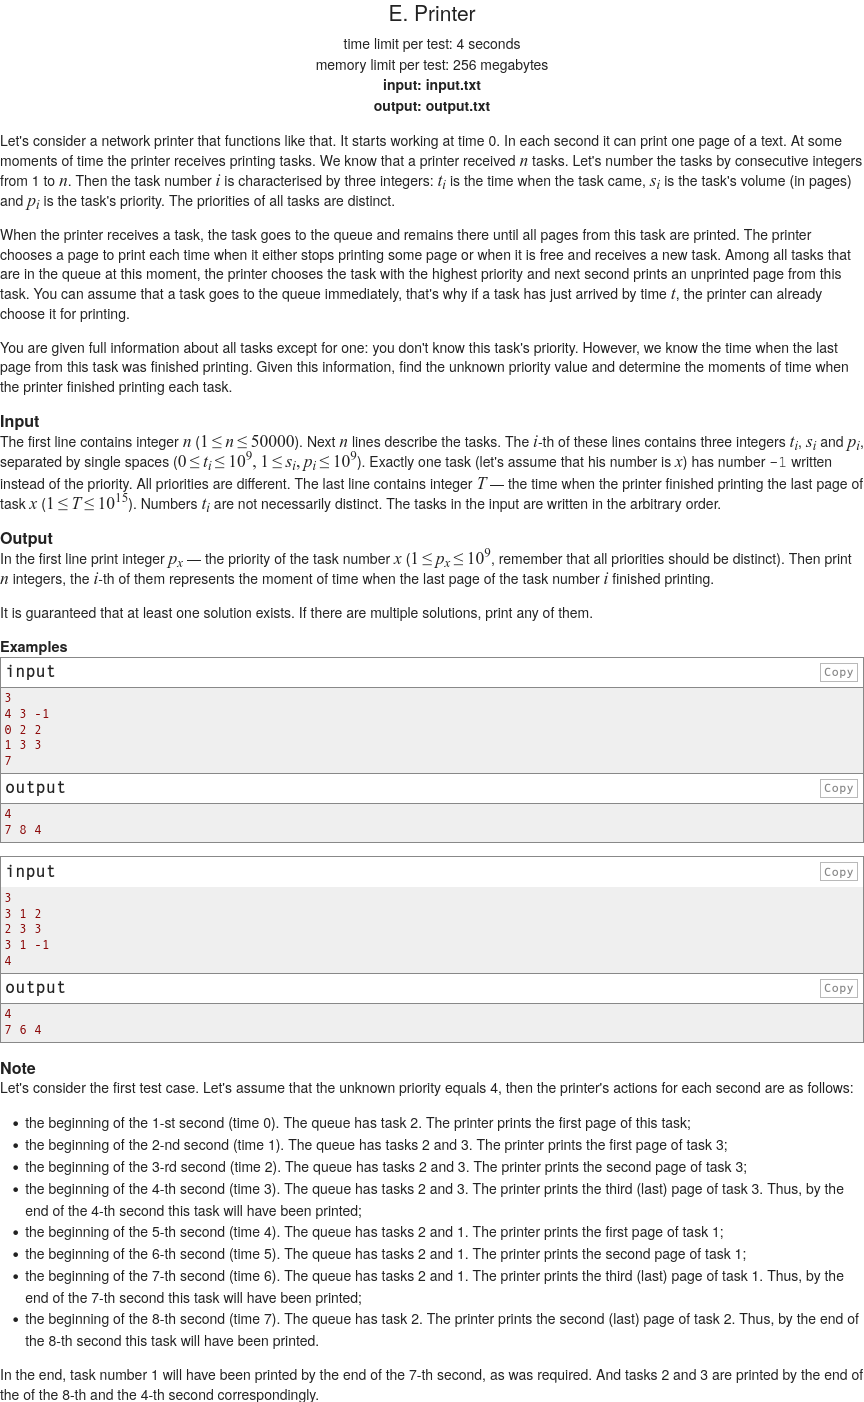 E. Printer
time limit per test: 4 seconds
memory limit per test: 256 megabytes
input: input.txt
output: output.txt
Let's consider a network printer that functions like that. It starts working at time 0. In each second it can print one page of a text. At some
moments of time the printer receives printing tasks. We know that a printer received n tasks. Let's number the tasks by consecutive integers
from 1 to n. Then the task number i is characterised by three integers: t_i is the time when the task came, s_i is the task's volume (in pages)
and p_i is the task's priority. The priorities of all tasks are distinct.
When the printer receives a task, the task goes to the queue and remains there until all pages from this task are printed. The printer
chooses a page to print each time when it either stops printing some page or when it is free and receives a new task. Among all tasks that
are in the queue at this moment, the printer chooses the task with the highest priority and next second prints an unprinted page from this
task. You can assume that a task goes to the queue immediately, that's why if a task has just arrived by time t, the printer can already
choose it for printing.
You are given full information about all tasks except for one: you don't know this task's priority. However, we know the time when the last
page from this task was finished printing. Given this information, find the unknown priority value and determine the moments of time when
the printer finished printing each task.
Input
The first line contains integer n (1 ≤ n ≤ 50000). Next n lines describe the tasks. The i-th of these lines contains three integers t_i, s_i and p_i,
separated by single spaces (0 ≤ t_i ≤ 10^9, 1 ≤ s_i, p_i ≤ 10^9). Exactly one task (let's assume that his number is x) has number -1 written
instead of the priority. All priorities are different. The last line contains integer T — the time when the printer finished printing the last page of
task x (1 ≤ T ≤ 10^15). Numbers t_i are not necessarily distinct. The tasks in the input are written in the arbitrary order.
Output
In the first line print integer p_x — the priority of the task number x (1 ≤ p_x ≤ 10^9, remember that all priorities should be distinct). Then print
n integers, the i-th of them represents the moment of time when the last page of the task number i finished printing.
It is guaranteed that at least one solution exists. If there are multiple solutions, print any of them.
Examples
input
Copy
3
4 3 -1
0 2 2
1 3 3
7
output
Copy
4
7 8 4
input
Copy
3
3 1 2
2 3 3
3 1 -1
4
output
Copy
4
7 6 4
Note
Let's consider the first test case. Let's assume that the unknown priority equals 4, then the printer's actions for each second are as follows:
• the beginning of the 1-st second (time 0). The queue has task 2. The printer prints the first page of this task;
• the beginning of the 2-nd second (time 1). The queue has tasks 2 and 3. The printer prints the first page of task 3;
• the beginning of the 3-rd second (time 2). The queue has tasks 2 and 3. The printer prints the second page of task 3;
• the beginning of the 4-th second (time 3). The queue has tasks 2 and 3. The printer prints the third (last) page of task 3. Thus, by the
end of the 4-th second this task will have been printed;
• the beginning of the 5-th second (time 4). The queue has tasks 2 and 1. The printer prints the first page of task 1;
• the beginning of the 6-th second (time 5). The queue has tasks 2 and 1. The printer prints the second page of task 1;
• the beginning of the 7-th second (time 6). The queue has tasks 2 and 1. The printer prints the third (last) page of task 1. Thus, by the
end of the 7-th second this task will have been printed;
• the beginning of the 8-th second (time 7). The queue has task 2. The printer prints the second (last) page of task 2. Thus, by the end of
the 8-th second this task will have been printed.
In the end, task number 1 will have been printed by the end of the 7-th second, as was required. And tasks 2 and 3 are printed by the end of
the of the 8-th and the 4-th second correspondingly.